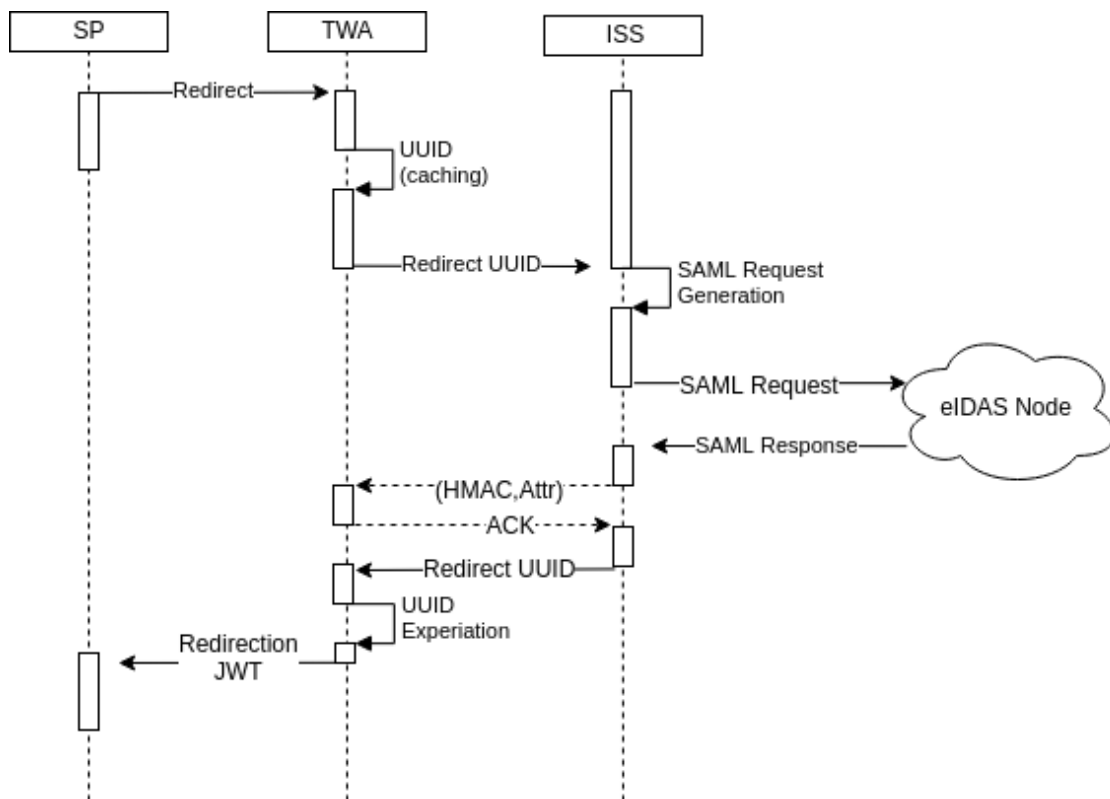 SP
TWA
ISS
Redirect
UUID
(caching)
Redirect UUID
SAML Request
Generation
SAML Request
eIDAS Node
SAML Response
(HMAC,Attr)
ACK
Redirect UUID
UUID
Experiation
Redirection
JWT